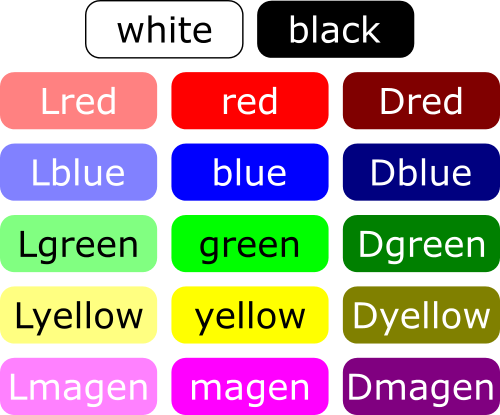 white black
Lred red Dred
Lblue blue Dblue
Lgreen green Dgreen
Lyellow yellow Dyellow
Lmagen magen Dmagen